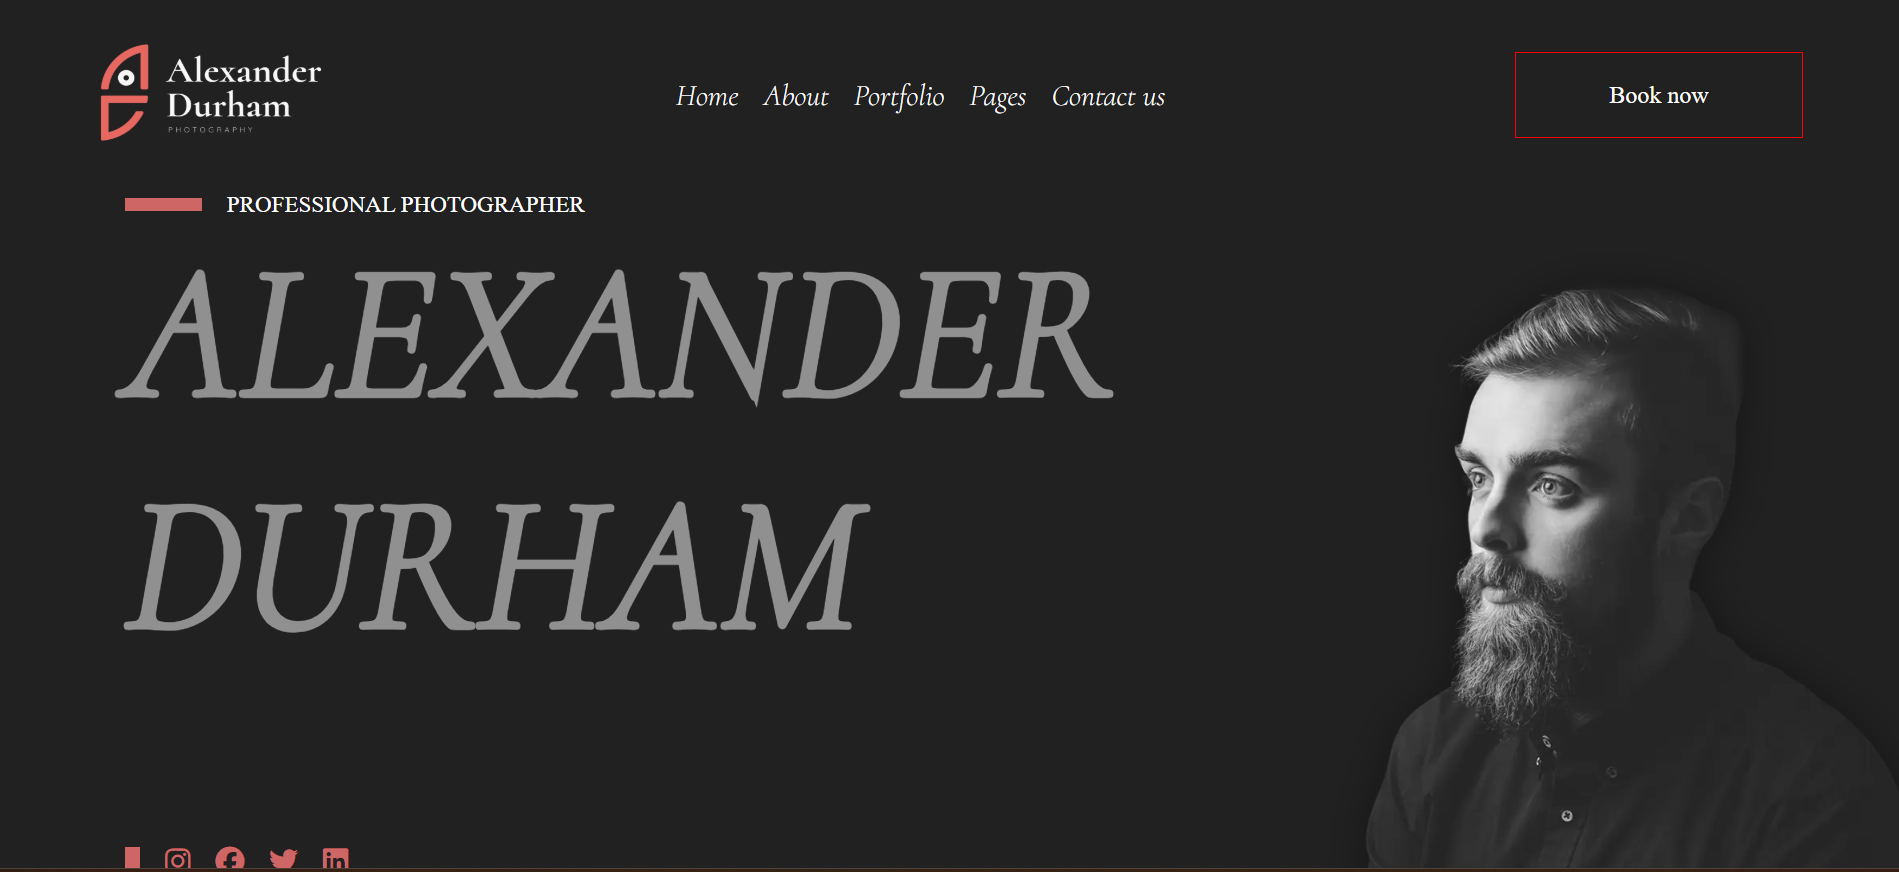 Alexander
Durham
PHOTOGRAPHY
Home About Portfolio Pages Contact us
Book now
PROFESSIONAL PHOTOGRAPHER
ALEXANDER
DURHAM